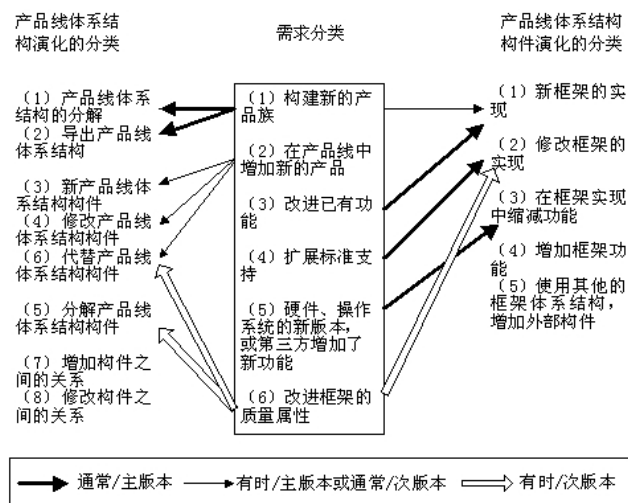 产品线体系结
构演化的分类
（1）产品线体系
结构的分解
（2）导出产品线
体系结构
（3）新产品线体
系结构构件
（4）修改产品线
体系结构构件
（6）代替产品线
体系结构构件
（5）分解产品线
体系结构构件
（7）增加构件之
间的关系
（8）修改构件之
间的关系
需求分类
（1）构建新的产
品族
（2）在产品线中
增加新的产品
（3）改进已有功
能
（4）扩展标准支
持
（5）硬件、操作
系统的新版本，
或第三方增加了
新功能
（6）改进框架的
质量属性
产品线体系结构
构件演化的分类
（1）新框架的实
现
（2）修改框架的
实现
（3）在框架实现
中缩减功能
（4）增加框架功
能
（5）使用其他的
框架体系结构，
增加外部构件
通常/主版本
有时/主版本或通常/次版本
有时/次版本